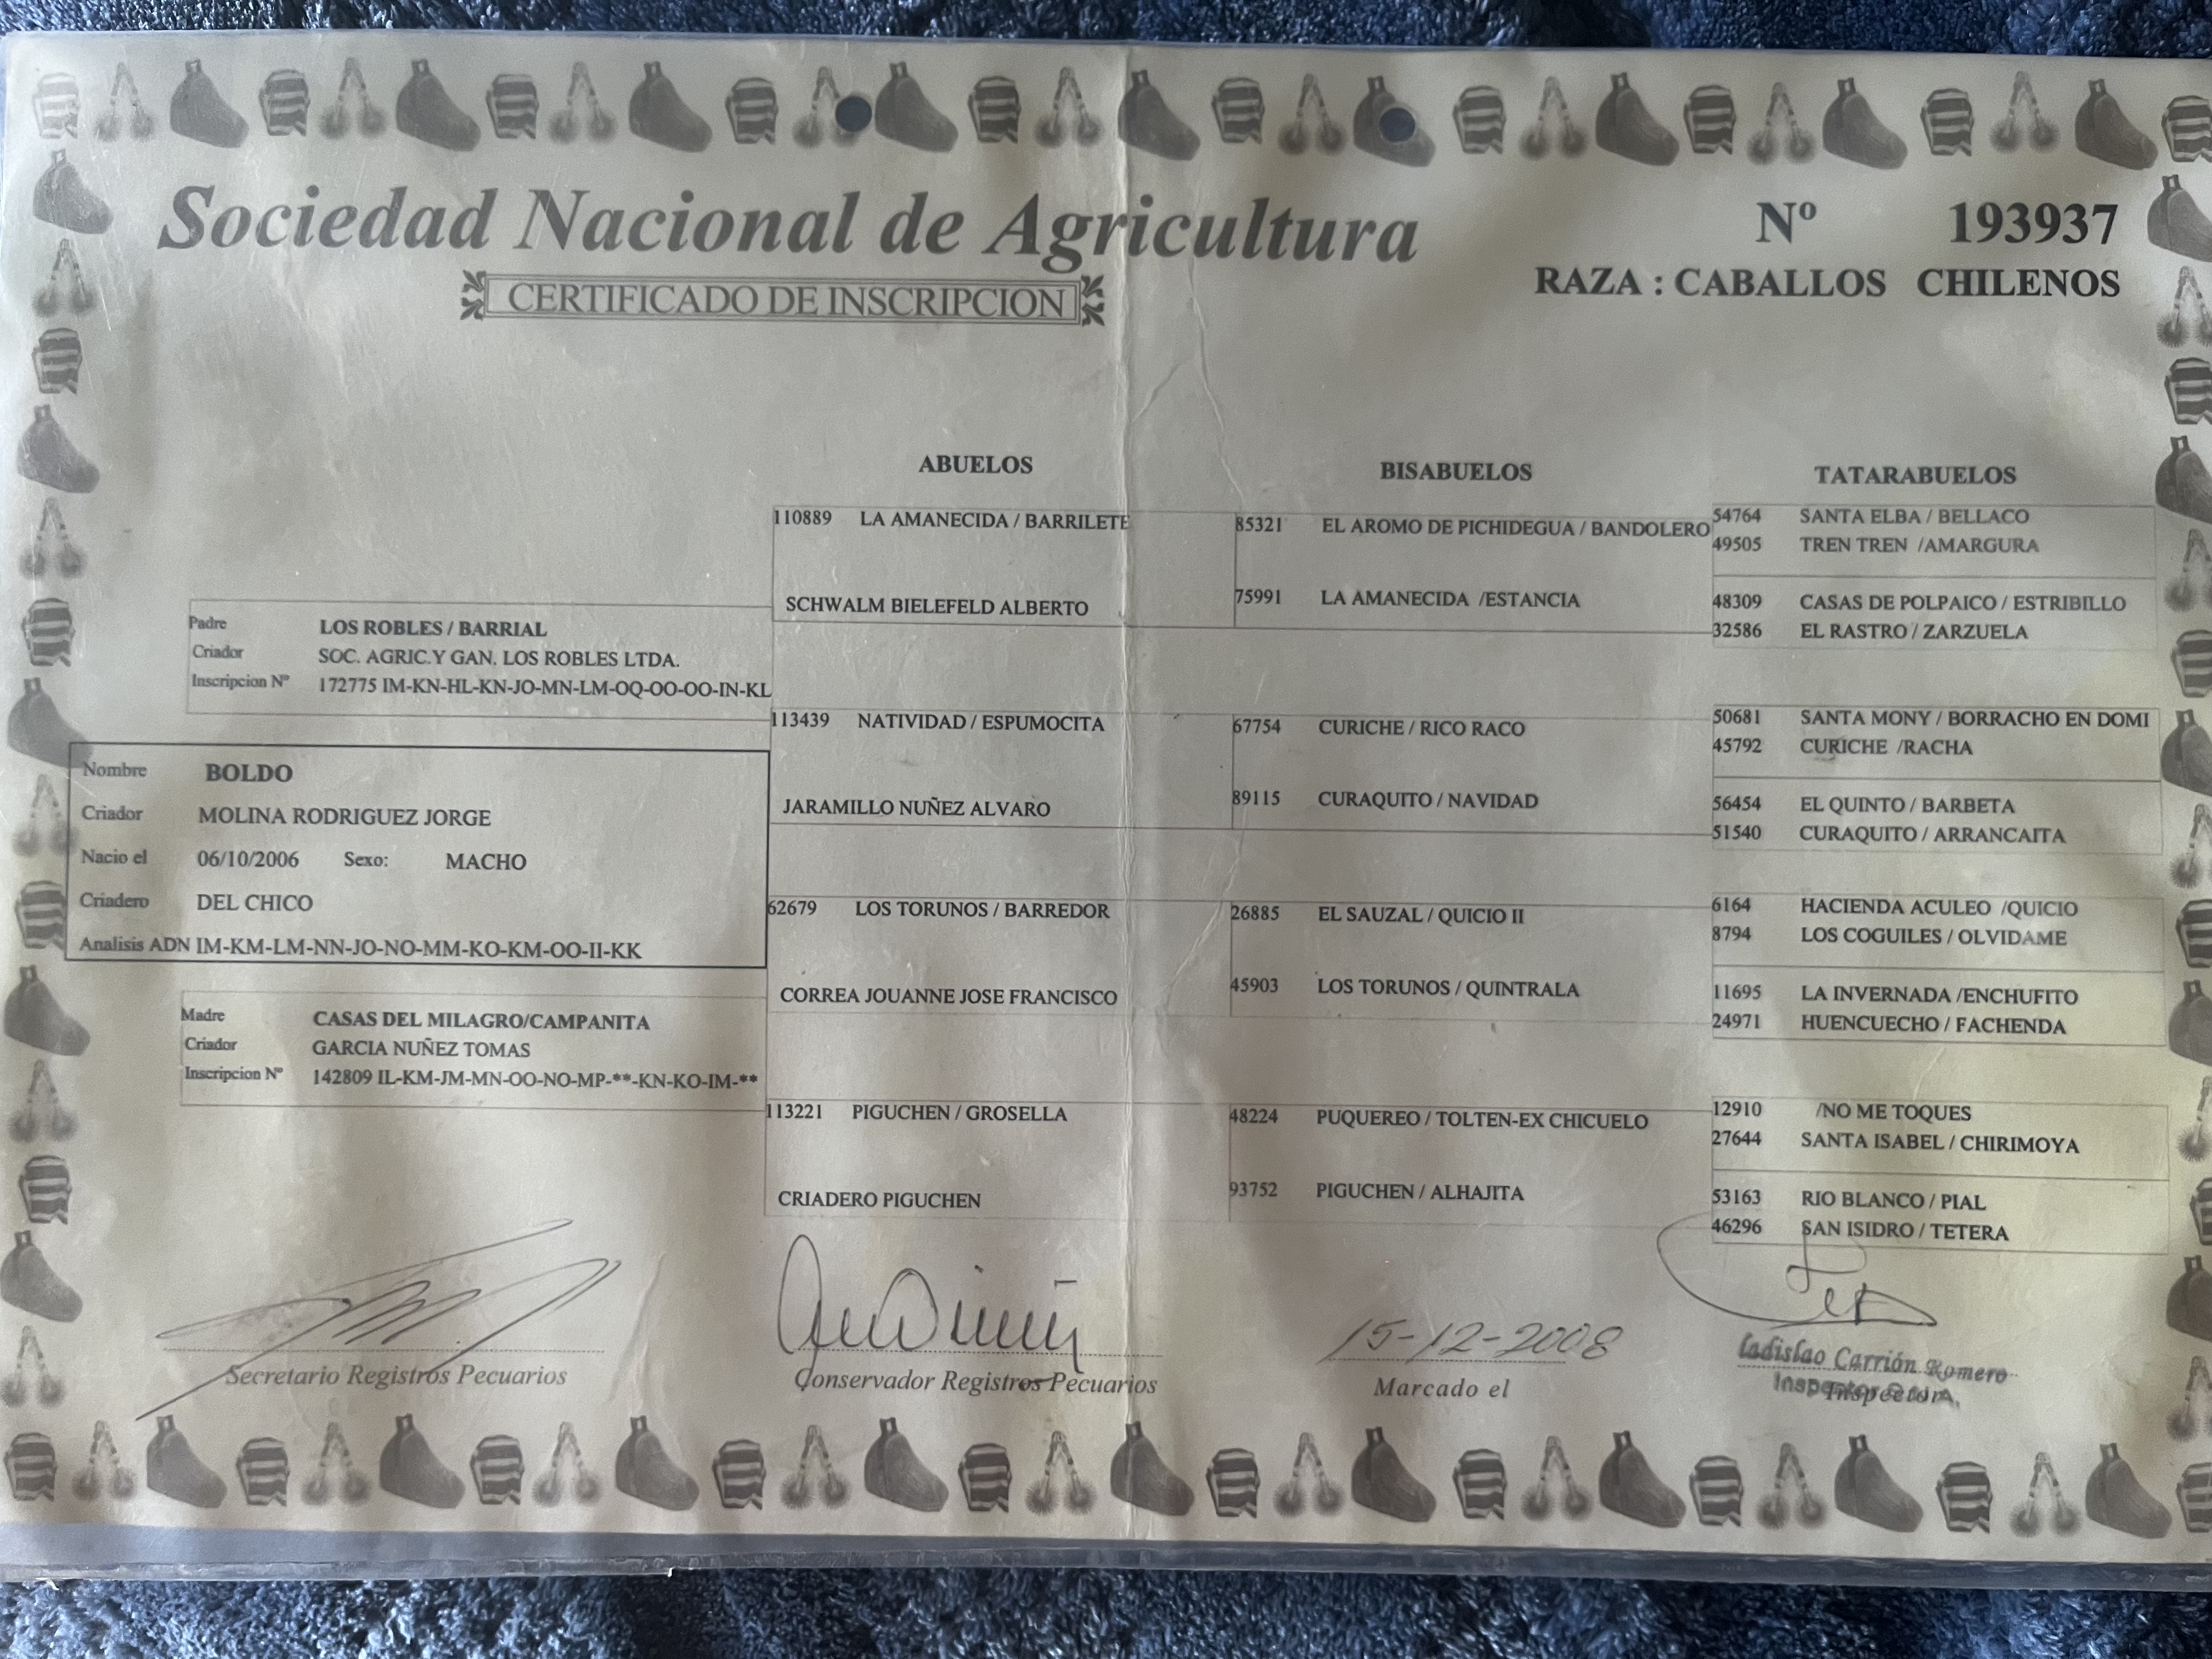 Sociedad Nacional de Agricultura
CERTIFICADO DE INSCRIPCION
Nº 193937
RAZA : CABALLOS CHILENOS
Padre LOS ROBLES / BARRIAL
Criador SOC. AGRIC.Y GAN. LOS ROBLES LTDA.
Inscripcion Nº 172775 IM-KN-HL-KN-JO-MN-LM-OQ-OO-OO-IN-KL
Nombre BOLDO
Criador MOLINA RODRIGUEZ JORGE
Nacio el 06/10/2006 Sexo: MACHO
Criadero DEL CHICO
Analisis ADN IM-KM-LM-NN-JO-NO-MM-KO-KM-OO-II-KK
Madre CASAS DEL MILAGRO/CAMPANITA
Criador GARCIA NUÑEZ TOMAS
Inscripcion Nº 142809 IL-KM-JM-MN-OO-NO-MP-**-KN-KO-IM-**
ABUELOS
110889 LA AMANECIDA / BARRILETE
SCHWALM BIELEFELD ALBERTO
113439 NATIVIDAD / ESPUMOCITA
JARAMILLO NUÑEZ ALVARO
62679 LOS TORUNOS / BARREDOR
CORREA JOUANNE JOSE FRANCISCO
113221 PIGUCHEN / GROSELLA
CRIADERO PIGUCHEN
BISABUELOS
85321 EL AROMO DE PICHIDEGUA / BANDOLERO
75991 LA AMANECIDA /ESTANCIA
67754 CURICHE / RICO RACO
89115 CURAQUITO / NAVIDAD
26885 EL SAUZAL / QUICIO II
45903 LOS TORUNOS / QUINTRALA
48224 PUQUEREO / TOLTEN-EX CHICUELO
93752 PIGUCHEN / ALHAJITA
TATARABUELOS
54764 SANTA ELBA / BELLACO
49505 TREN TREN /AMARGURA
48309 CASAS DE POLPAICO / ESTRIBILLO
32586 EL RASTRO / ZARZUELA
50681 SANTA MONY / BORRACHO EN DOMI
45792 CURICHE /RACHA
56454 EL QUINTO / BARBETA
51540 CURAQUITO / ARRANCAITA
6164 HACIENDA ACULEO /QUICIO
8794 LOS COGUILES / OLVIDAME
11695 LA INVERNADA /ENCHUFITO
24971 HUENCUECHO / FACHENDA
12910 /NO ME TOQUES
27644 SANTA ISABEL / CHIRIMOYA
53163 RIO BLANCO / PIAL
46296 SAN ISIDRO / TETERA
Secretario Registros Pecuarios
Conservador Registros Pecuarios
15-12-2008
Marcado el
Ladislao Carrión Romero
Inspector